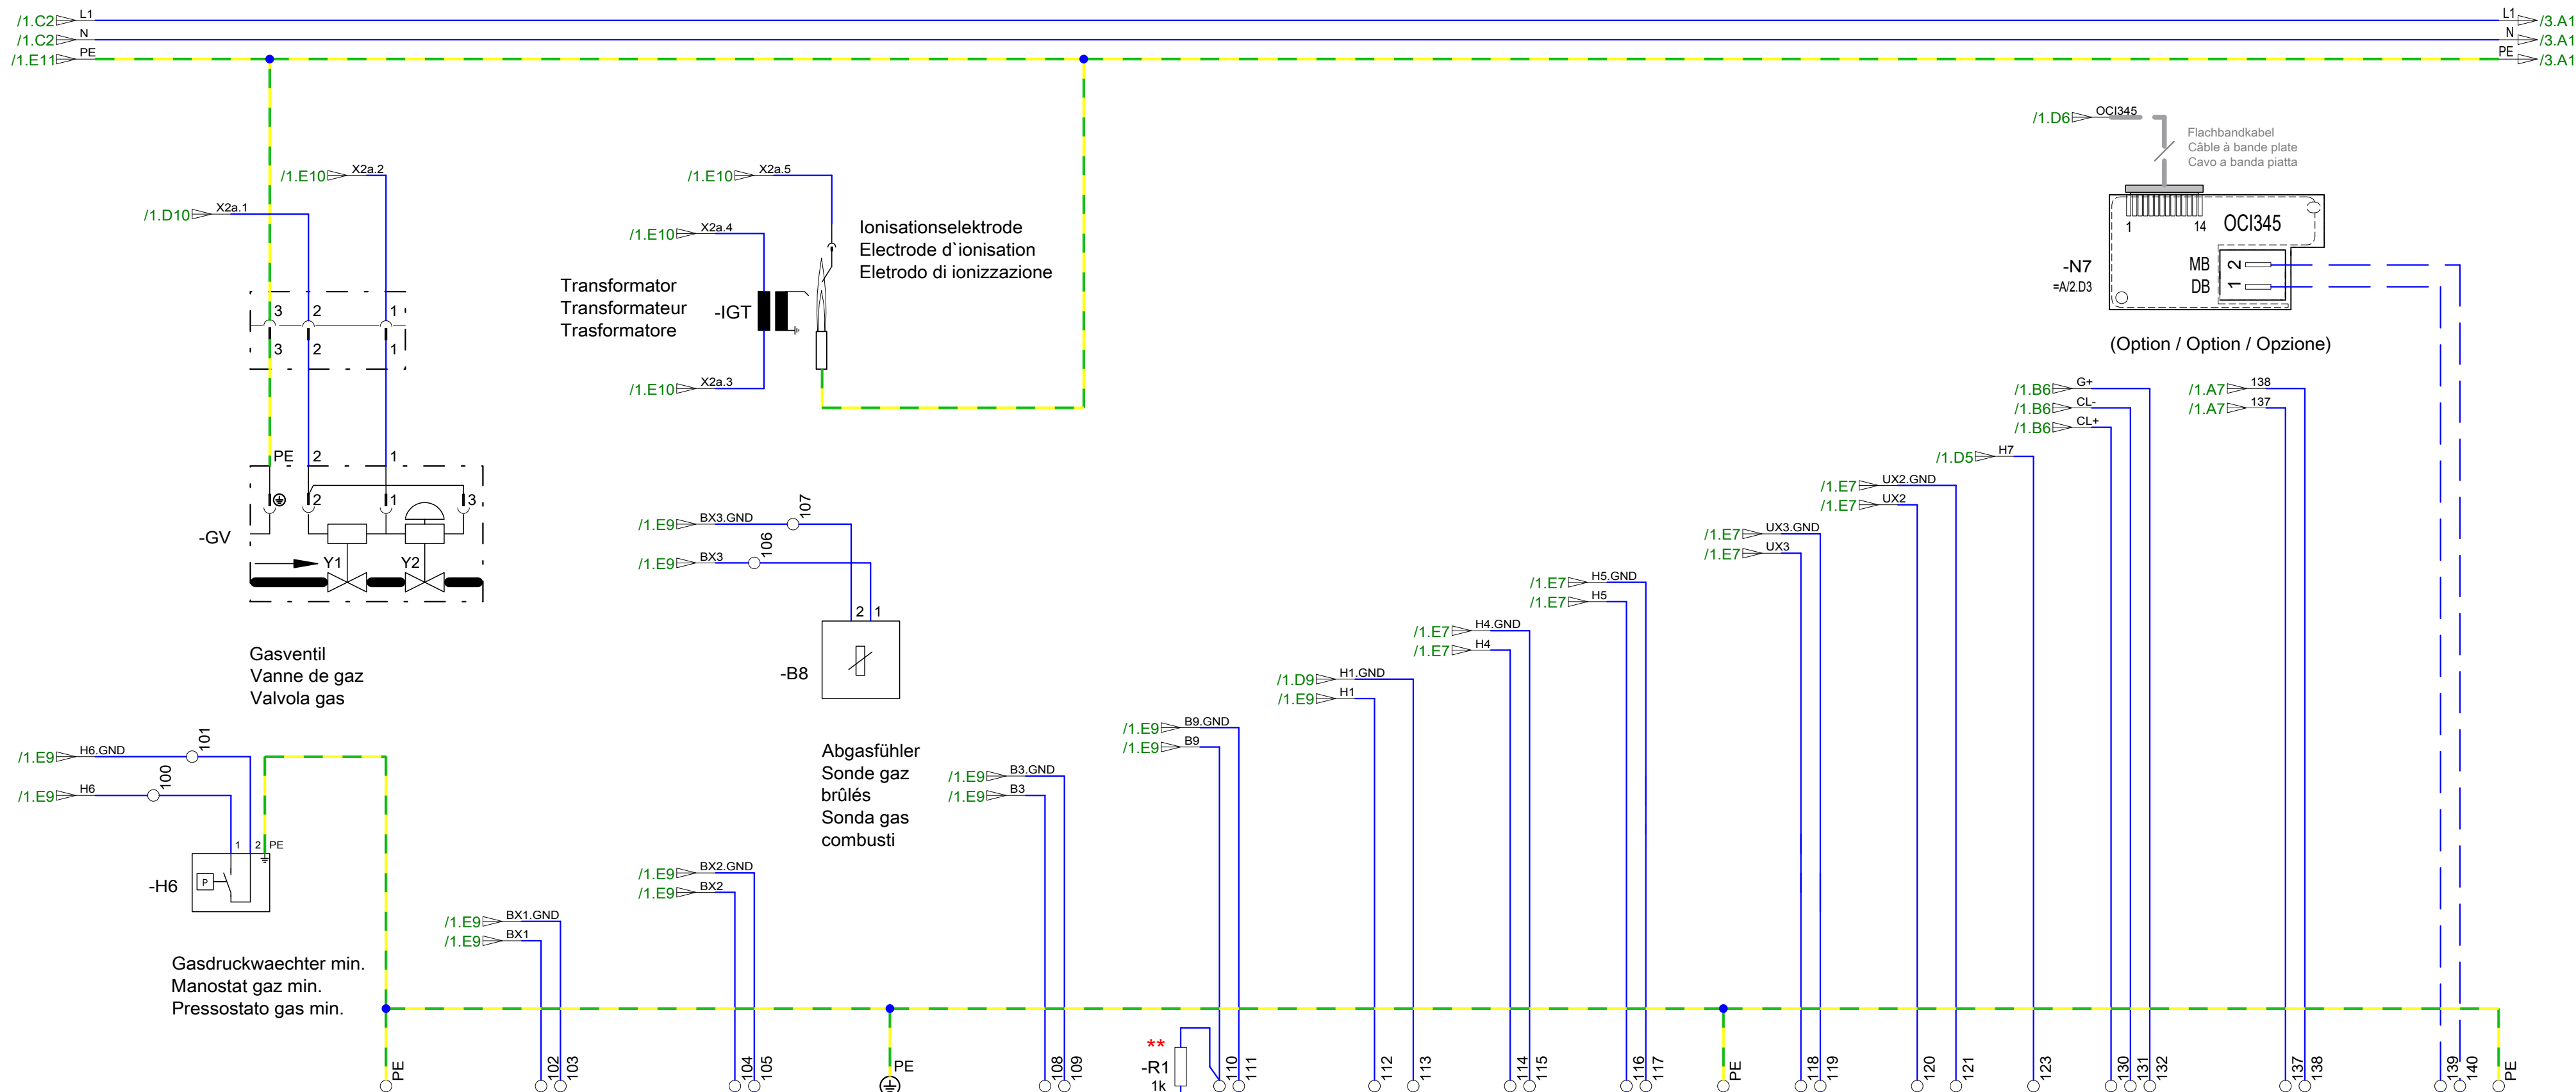 /1.C2 L1
L1 /3.A1
/1.C2 N
N /3.A1
/1.E11 PE
PE /3.A1
/1.D6 OCI345
Flachbandkabel
Câble à bande plate
Cavo a banda piatta
/1.E10 X2a.2
/1.D10 X2a.1
3 2 1
3 2 1
PE 2 1
2 1 3
-GV
Y1 Y2
Gasventil
Vanne de gaz
Valvola gas
/1.E10 X2a.5
/1.E10 X2a.4
/1.E10 X2a.3
Transformator
Transformateur
Trasformatore
-IGT
Ionisationselektrode
Electrode d`ionisation
Eletrodo di ionizzazione
1 14 OCI345
-N7
=A/2.D3
MB 2
DB 1
(Option / Option / Opzione)
/1.B6 G+
/1.B6 CL-
/1.B6 CL+
/1.A7 138
/1.A7 137
/1.D5 H7
/1.E7 UX2.GND
/1.E7 UX2
/1.E7 UX3.GND
/1.E7 UX3
/1.E7 H5.GND
/1.E7 H5
/1.E7 H4.GND
/1.E7 H4
/1.D9 H1.GND
/1.E9 H1
/1.E9 B9.GND
/1.E9 B9
/1.E9 B3.GND
/1.E9 B3
/1.E9 BX3.GND 107
/1.E9 BX3 106
2 1
-B8
Abgasfühler
Sonde gaz
brûlés
Sonda gas
combusti
/1.E9 H6.GND 101
/1.E9 H6 100
1 2 PE
-H6
P
Gasdruckwaechter min.
Manostat gaz min.
Pressostato gas min.
/1.E9 BX2.GND
/1.E9 BX2
/1.E9 BX1.GND
/1.E9 BX1
**
-R1
1k
PE 102 103 104 105 PE 108 109 110 111 112 113 114 115 116 117 PE 118 119 120 121 123 130 131 132 137 138 139 140 PE